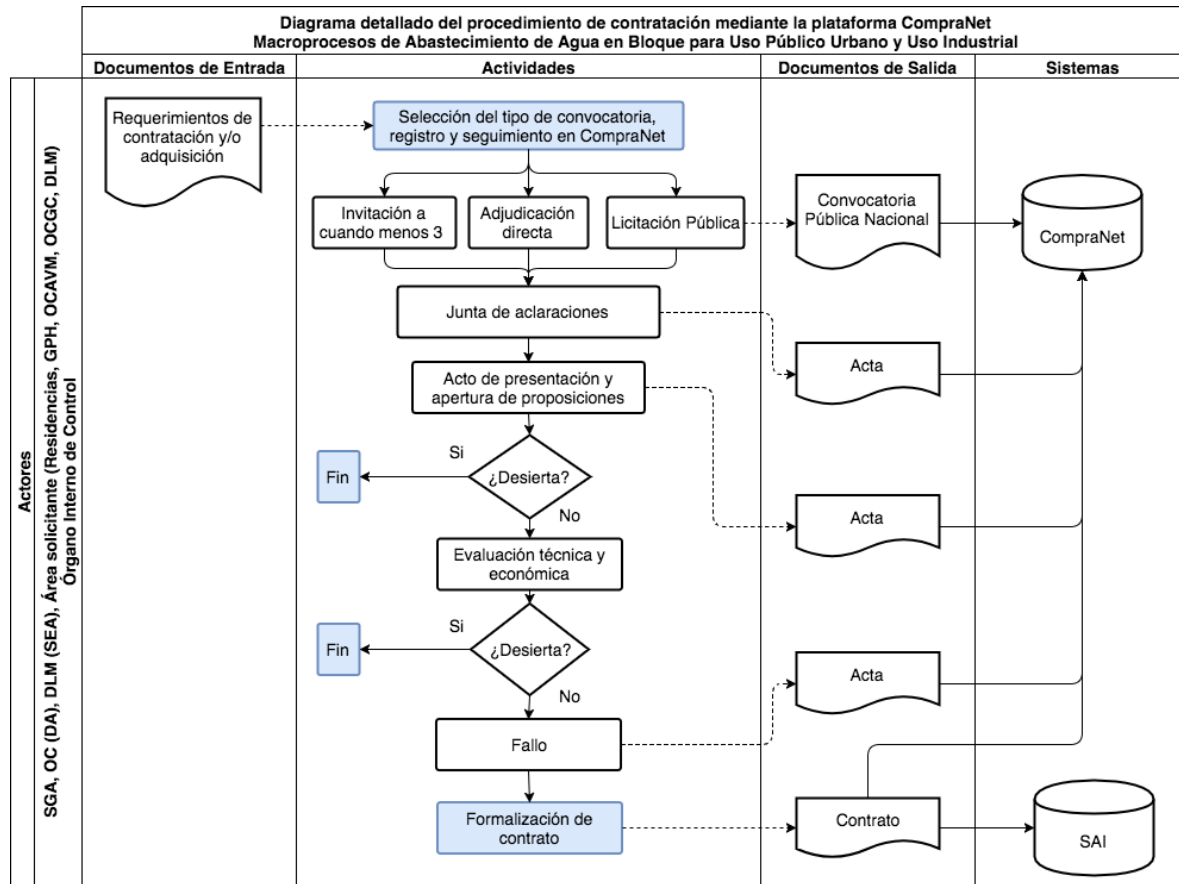 Diagrama detallado del procedimiento de contratación mediante la plataforma CompraNet
Macroprocesos de Abastecimiento de Agua en Bloque para Uso Público Urbano y Uso Industrial
Documentos de Entrada
Actividades
Documentos de Salida
Sistemas
Actores
SGA, OC (DA), DLM (SEA), Área solicitante (Residencias, GPH, OCAVM, OCGC, DLM)
Órgano Interno de Control
Requerimientos de
contratación y/o
adquisición
Selección del tipo de convocatoria,
registro y seguimiento en CompraNet
Invitación a
cuando menos 3
Adjudicación
directa
Licitación Pública
Convocatoria
Pública Nacional
CompraNet
Junta de aclaraciones
Acta
Acto de presentación y
apertura de proposiciones
Si
Fin
¿Desierta?
No
Acta
Evaluación técnica y
económica
Si
Fin
¿Desierta?
No
Acta
Fallo
Formalización de
contrato
Contrato
SAI